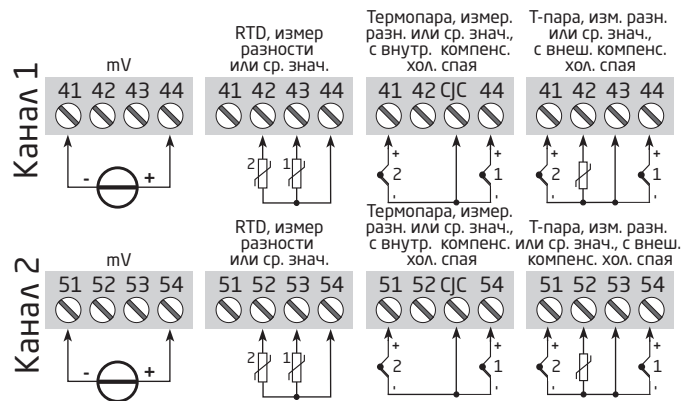 Канал 1
mV
41 42 43 44
- +
RTD, измер
разности
или ср. знач.
41 42 43 44
2 1
Термопара, измер.
разн. или ср. знач.,
с внутр. компенс.
хол. спая
41 42 CJC 44
+ +
2 1
- -
Т-пара, изм. разн.
или ср. знач.,
с внеш. компенс.
хол. спая
41 42 43 44
+ +
2 1
- -
Канал 2
mV
51 52 53 54
- +
RTD, измер
разности
или ср. знач.
51 52 53 54
2 1
Термопара, измер.
разн. или ср. знач.,
с внутр. компенс.
хол. спая
51 52 CJC 54
+ +
2 1
- -
Т-пара, изм. разн.
или ср. знач., с внеш.
компенс. хол. спая
51 52 53 54
+ +
2 1
- -